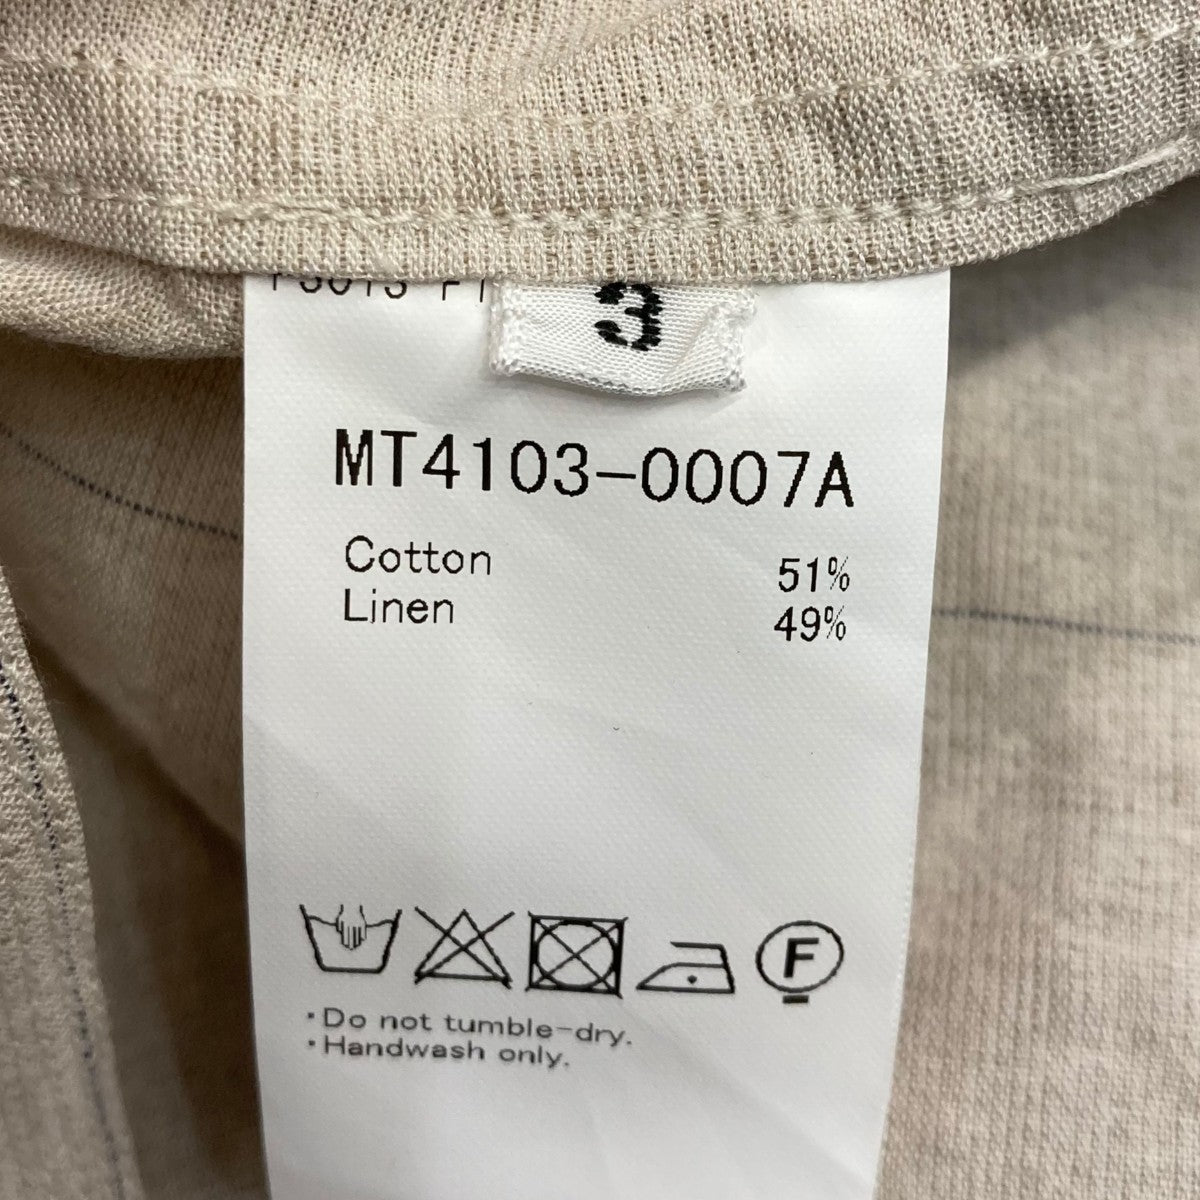 3
MT4103-0007A
Cotton 51%
Linen 49%
F
・Do not tumble-dry.
・Handwash only.